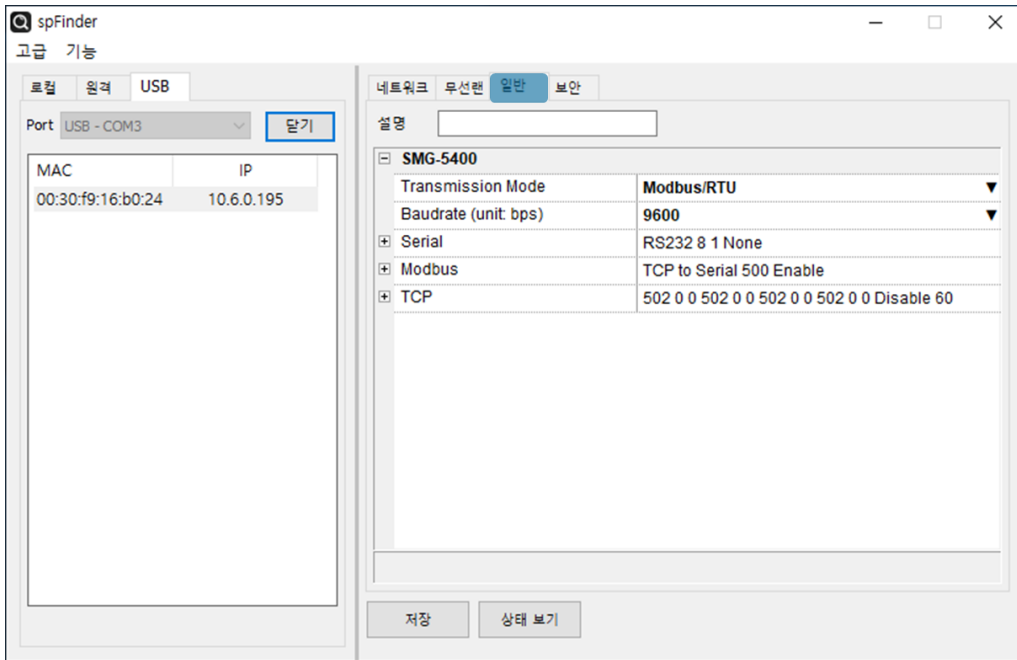 spFinder
고급 기능
로컬 원격 USB
Port USB - COM3 닫기
MAC IP
00:30:f9:16:b0:24 10.6.0.195
네트워크 무선랜 일반 보안
설명
SMG-5400
Transmission Mode Modbus/RTU
Baudrate (unit: bps) 9600
Serial RS232 8 1 None
Modbus TCP to Serial 500 Enable
TCP 502 0 0 502 0 0 502 0 0 502 0 0 Disable 60
저장 상태 보기